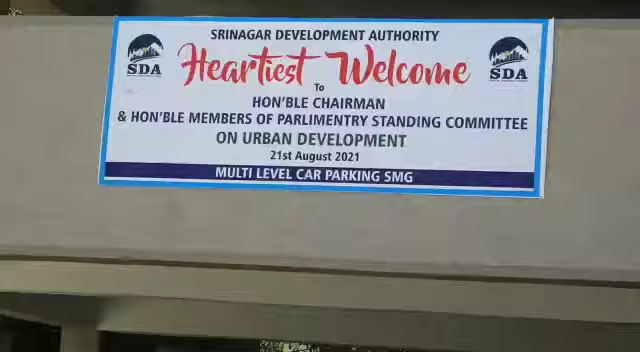 SRINAGAR DEVELOPMENT AUTHORITY
SDA
Heartiest Welcome
SDA
To
HON'BLE CHAIRMAN
& HON'BLE MEMBERS OF PARLIMENTRY STANDING COMMITTEE
ON URBAN DEVELOPMENT
21st August 2021
MULTI LEVEL CAR PARKING SMG